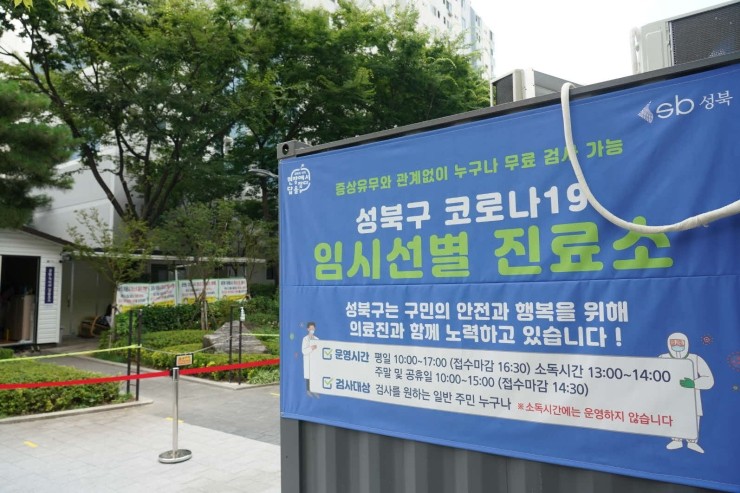 sb 성북
현장에서
답을
증상유무와 관계없이 누구나 무료 검사 가능
성북구 코로나19
임시선별 진료소
성북구는 구민의 안전과 행복을 위해
의료진과 함께 노력하고 있습니다 !
운영시간 평일 10:00~17:00 (접수마감 16:30) 소독시간 13:00~14:00
주말 및 공휴일 10:00~15:00 (접수마감 14:30)
검사대상 검사를 원하는 일반 주민 누구나 ※소독시간에는 운영하지 않습니다